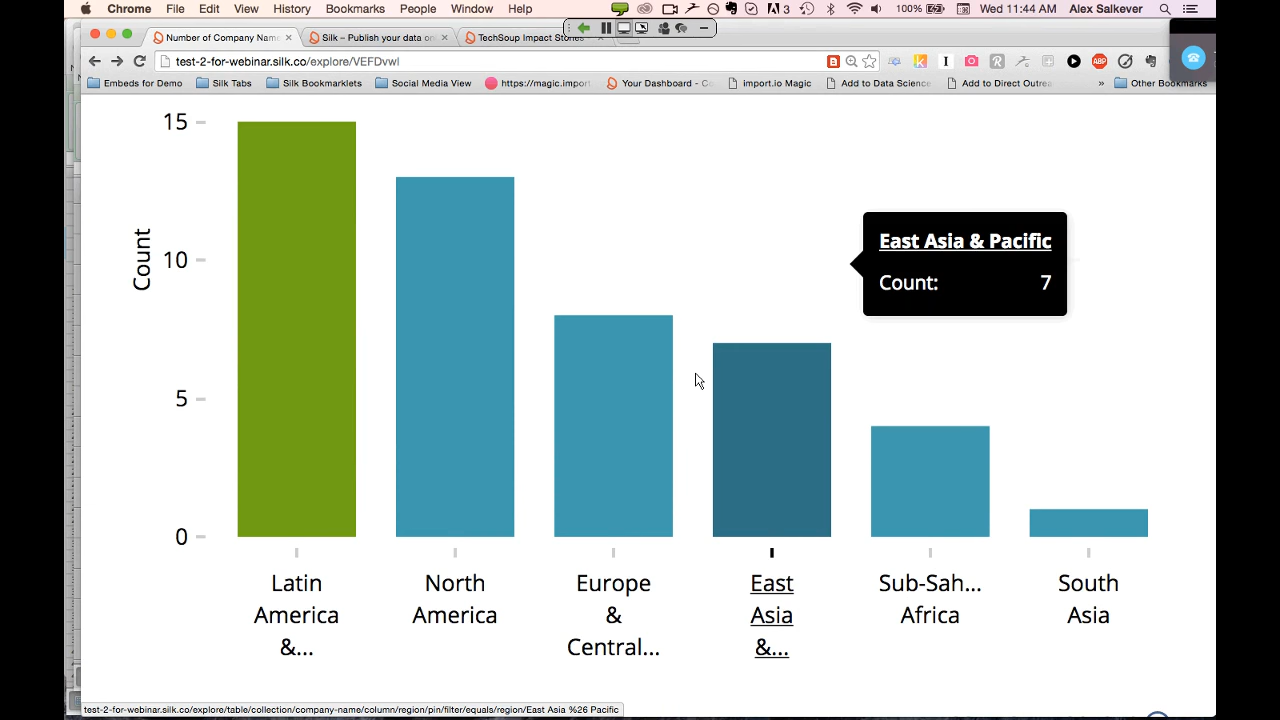 Chrome File Edit View History Bookmarks People Window Help 3 100% Wed 11:44 AM Alex Salkever
Number of Company Name Silk – Publish your data on TechSoup Impact Stories
test-2-for-webinar.silk.co/explore/VEFDvwl
Embeds for Demo Silk Tabs Silk Bookmarklets Social Media View https://magic.import Your Dashboard - Co import.io Magic Add to Data Science Add to Direct Outrea » Other Bookmarks
15
10
5
0
Count
East Asia & Pacific
Count: 7
Latin
America
&...
North
America
Europe
&
Central...
East
Asia
&...
Sub-Sah...
Africa
South
Asia
test-2-for-webinar.silk.co/explore/table/collection/company-name/column/region/pin/filter/equals/region/East Asia %26 Pacific